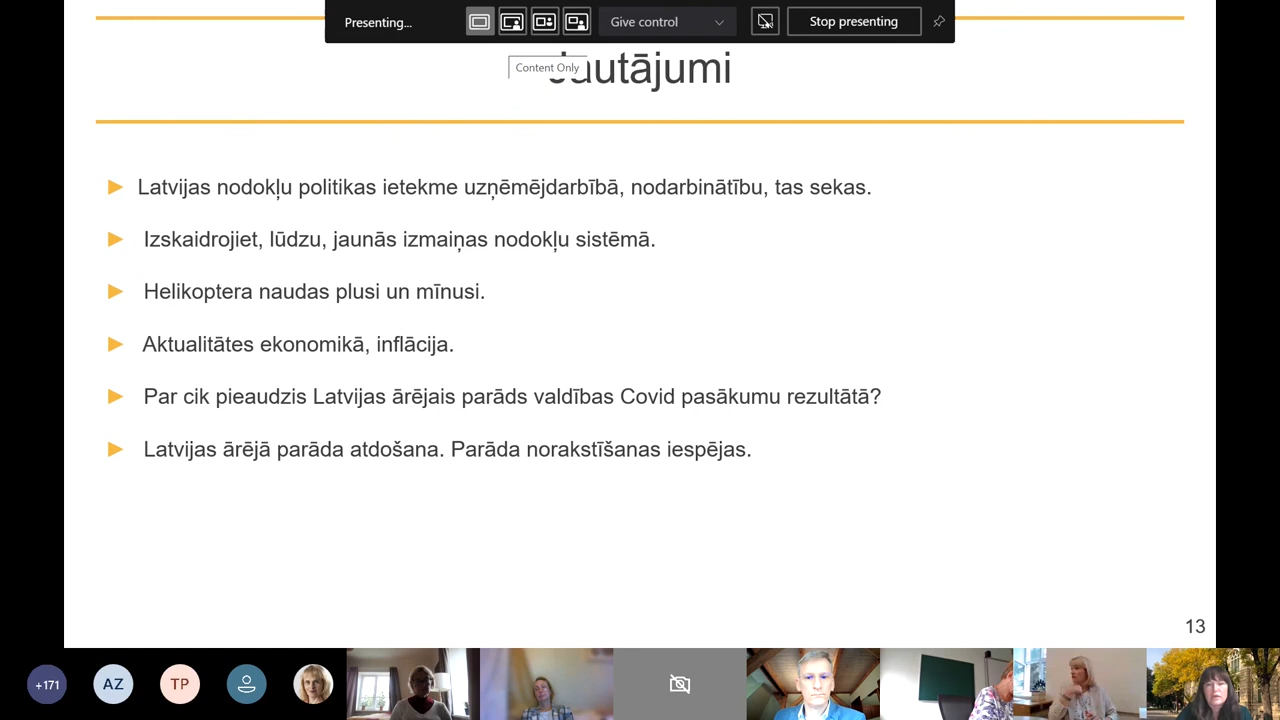 Presenting...
Give control
Stop presenting
Content Only
Jautājumi
Latvijas nodokļu politikas ietekme uzņēmējdarbībā, nodarbinātību, tas sekas.
Izskaidrojiet, lūdzu, jaunās izmaiņas nodokļu sistēmā.
Helikoptera naudas plusi un mīnusi.
Aktualitātes ekonomikā, inflācija.
Par cik pieaudzis Latvijas ārējais parāds valdības Covid pasākumu rezultātā?
Latvijas ārējā parāda atdošana. Parāda norakstīšanas iespējas.
13
+171
AZ
TP